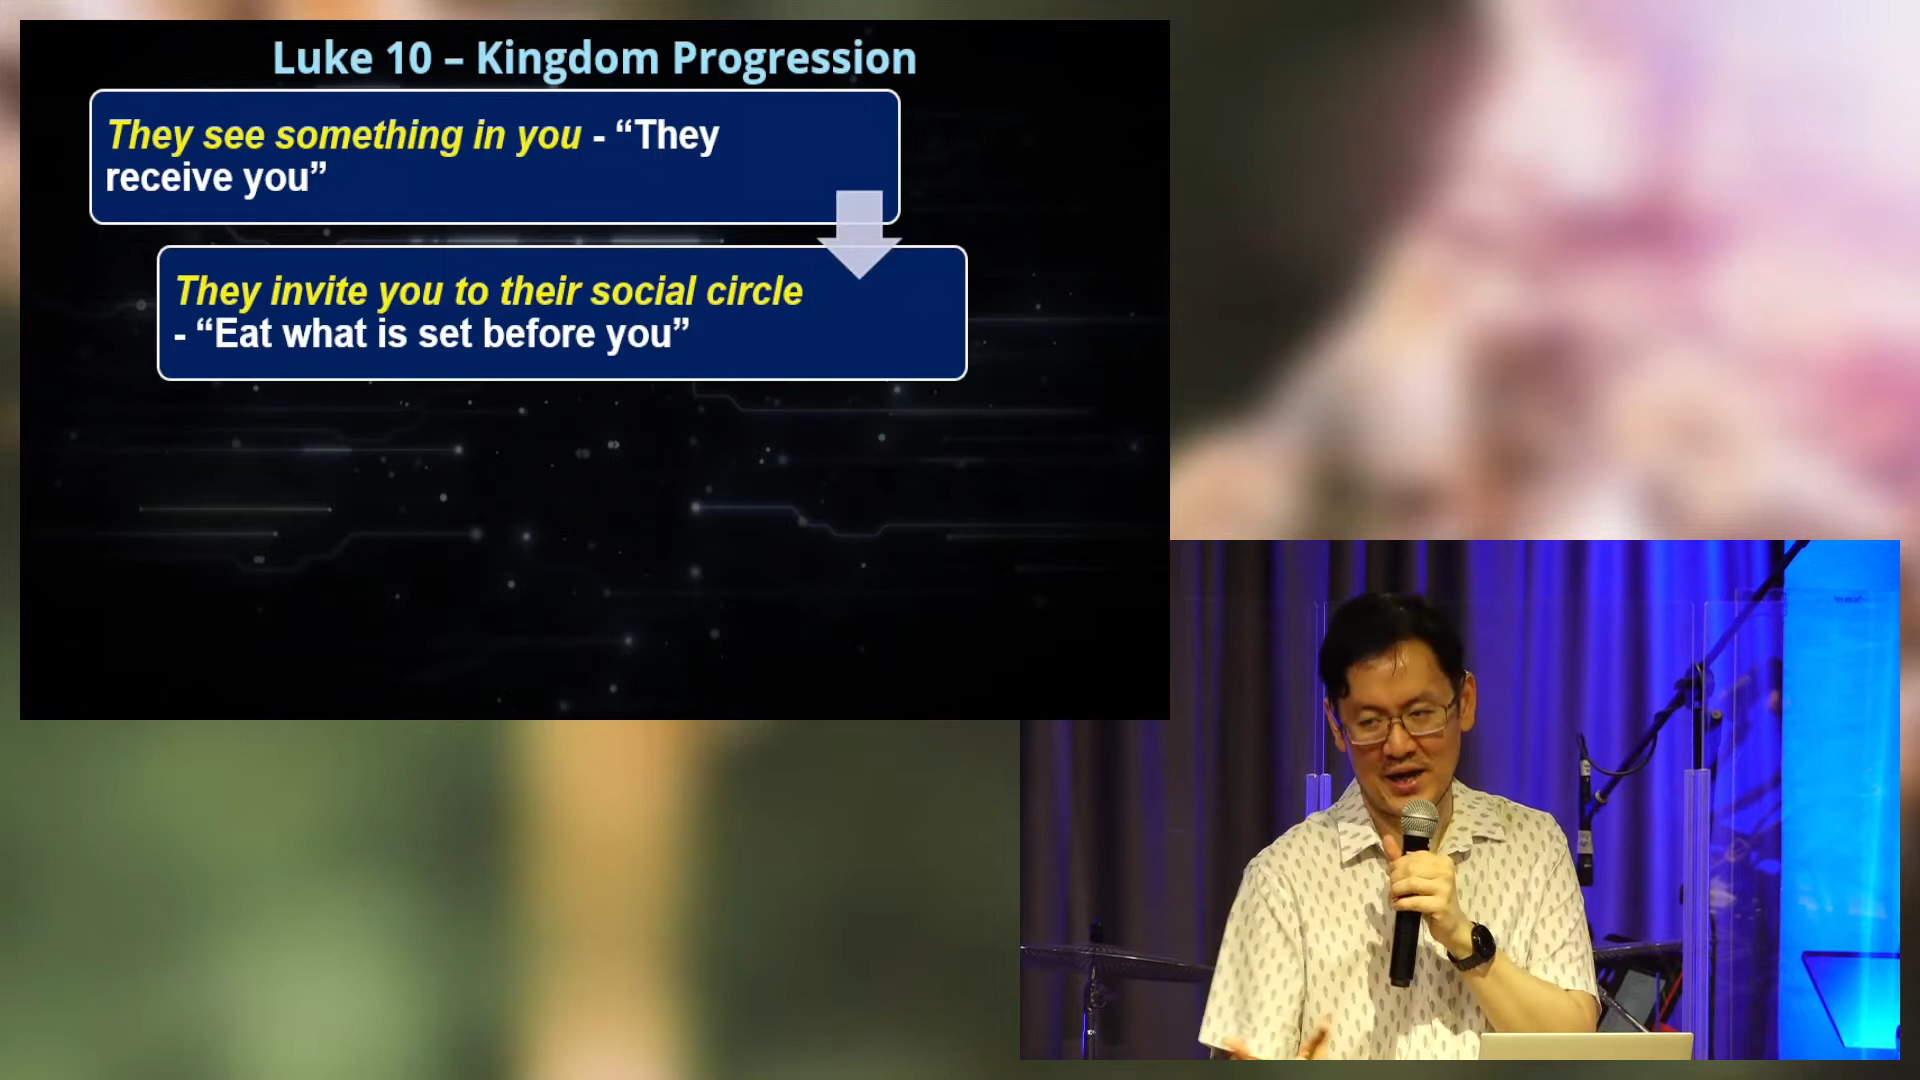 Luke 10 – Kingdom Progression
They see something in you - “They
receive you”
They invite you to their social circle
- “Eat what is set before you”